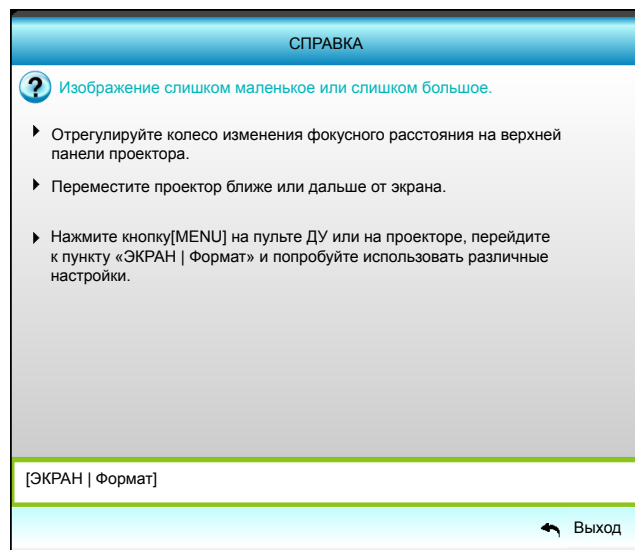 СПРАВКА
Изображение слишком маленькое или слишком большое.
Отрегулируйте колесо изменения фокусного расстояния на верхней
панели проектора.
Переместите проектор ближе или дальше от экрана.
Нажмите кнопку[MENU] на пульте ДУ или на проекторе, перейдите
к пункту «ЭКРАН | Формат» и попробуйте использовать различные
настройки.
[ЭКРАН | Формат]
Выход